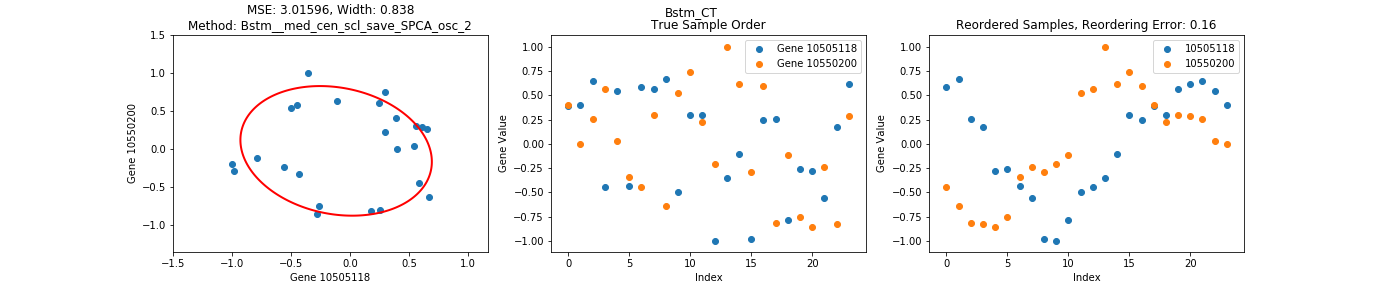 Bstm_CT
MSE: 3.01596, Width: 0.838
Method: Bstm__med_cen_scl_save_SPCA_osc_2
1.5
1.0
0.5
0.0
−0.5
−1.0
Gene 10550200
−1.5 −1.0 −0.5 0.0 0.5 1.0
Gene 10505118
True Sample Order
Gene 10505118
Gene 10550200
1.00
0.75
0.50
0.25
0.00
−0.25
−0.50
−0.75
−1.00
Gene Value
0 5 10 15 20
Index
Reordered Samples, Reordering Error: 0.16
10505118
10550200
1.00
0.75
0.50
0.25
0.00
−0.25
−0.50
−0.75
−1.00
Gene Value
0 5 10 15 20
Index